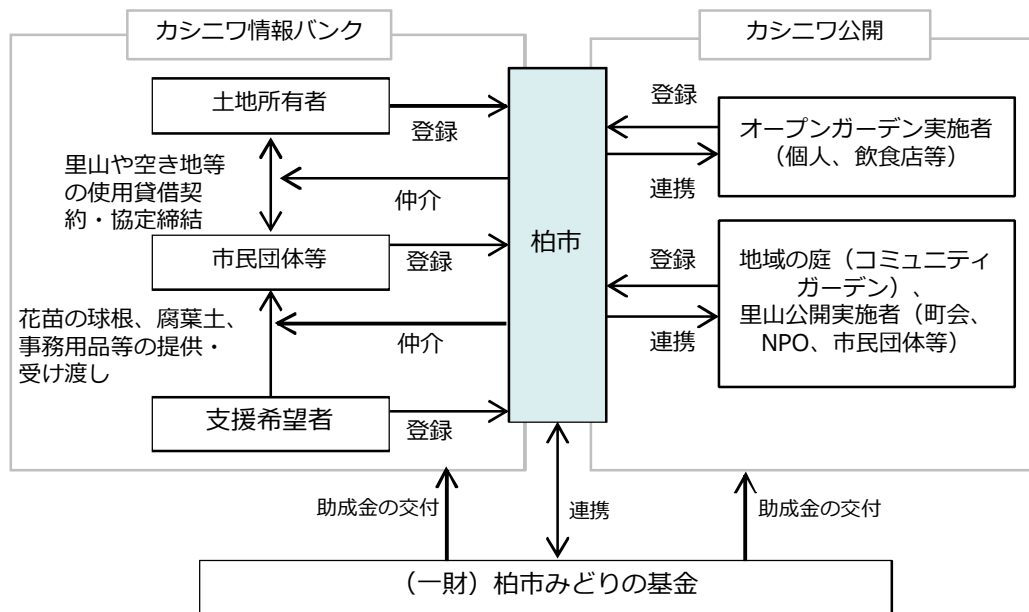 カシニワ情報バンク
土地所有者
登録
里山や空き地等
の使用貸借契
約・協定締結
仲介
市民団体等
登録
花苗の球根、腐葉土、
事務用品等の提供・
受け渡し
仲介
支援希望者
登録
柏市
カシニワ公開
登録
オープンガーデン実施者
（個人、飲食店等）
連携
登録
地域の庭（コミュニティ
ガーデン）、
里山公開実施者（町会、
NPO、市民団体等）
連携
助成金の交付
連携
助成金の交付
（一財）柏市みどりの基金